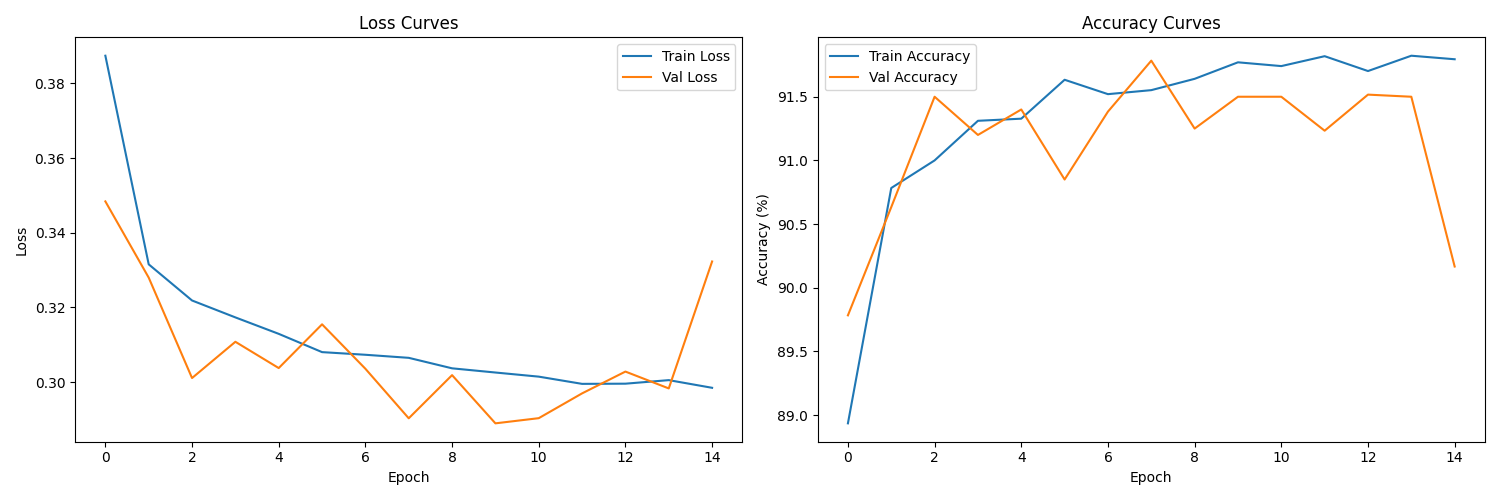 Loss Curves
Train Loss
Val Loss
0.38
0.36
0.34
0.32
0.30
Loss
0 2 4 6 8 10 12 14
Epoch
Accuracy Curves
Train Accuracy
Val Accuracy
91.5
91.0
90.5
90.0
89.5
89.0
Accuracy (%)
0 2 4 6 8 10 12 14
Epoch